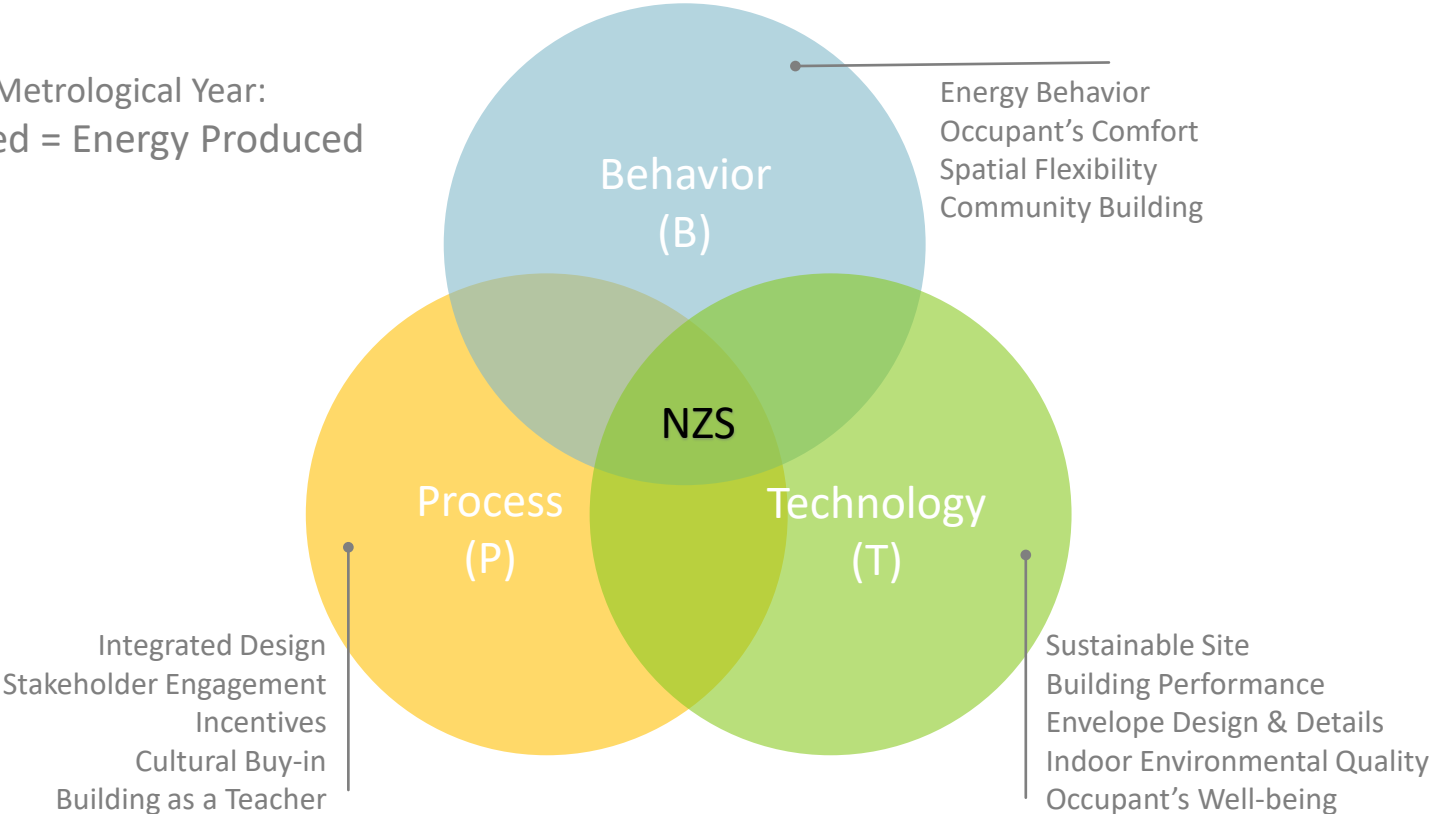 Metrological Year:
ed = Energy Produced
Energy Behavior
Occupant’s Comfort
Spatial Flexibility
Community Building
Behavior
(B)
NZS
Process
(P)
Technology
(T)
Integrated Design
Stakeholder Engagement
Incentives
Cultural Buy-in
Building as a Teacher
Sustainable Site
Building Performance
Envelope Design & Details
Indoor Environmental Quality
Occupant’s Well-being